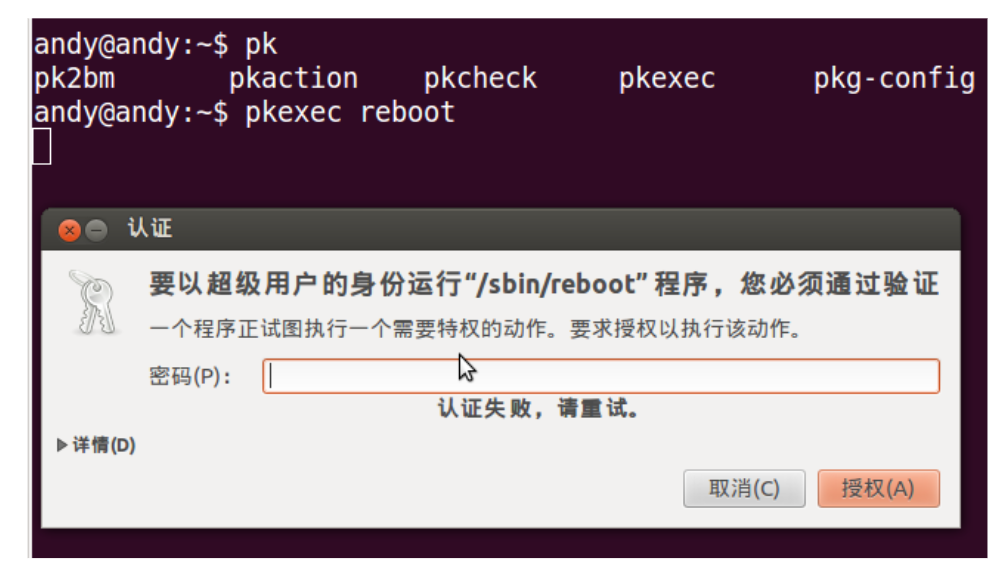 andy@andy:~$ pk
pk2bm pkaction pkcheck pkexec pkg-config
andy@andy:~$ pkexec reboot
认证
要以超级用户的身份运行“/sbin/reboot” 程序，您必须通过验证
一个程序正试图执行一个需要特权的动作。要求授权以执行该动作。
密码(P)：
认证失败，请重试。
详情(D)
取消(C) 授权(A)